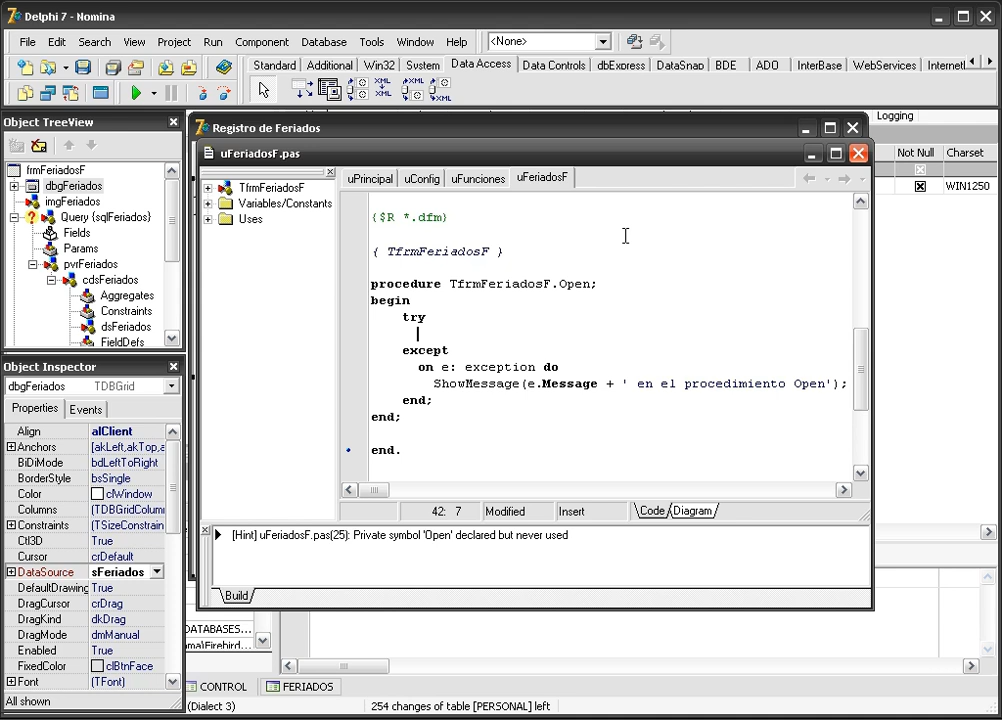 Delphi 7 - Nomina
File Edit Search View Project Run Component Database Tools Window Help <None>
Standard Additional Win32 System Data Access Data Controls dbExpress DataSnap BDE ADO InterBase WebServices
Object TreeView
frmFeriadosF
dbgFeriados
imgFeriados
Query {sqlFeriados}
Fields
Params
pvrFeriados
cdsFeriados
Aggregates
Constraints
dsFeriados
FieldDefs
Object Inspector
dbgFeriados TDBGrid
Properties Events
Align alClient
Anchors [akLeft,akTop,a
BiDiMode bdLeftToRight
BorderStyle bsSingle
Color clWindow
Columns (TDBGridColumn
Constraints (TSizeConstrain
Ctl3D True
Cursor crDefault
DataSource sFeriados
DefaultDrawing True
DragCursor crDrag
DragKind dkDrag
DragMode dmManual
Enabled True
FixedColor clBtnFace
Font (TFont)
All shown
Registro de Feriados
uFeriadosF.pas
TfrmFeriadosF
Variables/Constants
Uses
uPrincipal uConfig uFunciones uFeriadosF
{$R *.dfm}
{ TfrmFeriadosF }
procedure TfrmFeriadosF.Open;
begin
try
except
on e: exception do
ShowMessage(e.Message + ' en el procedimiento Open');
end;
end;
end.
42: 7 Modified Insert Code Diagram
[Hint] uFeriadosF.pas(25): Private symbol 'Open' declared but never used
Build
Logging
Not Null Charset
WIN1250
DATABASES...
ma\Firebird...
CONTROL FERIADOS
(Dialect 3) 254 changes of table [PERSONAL] left